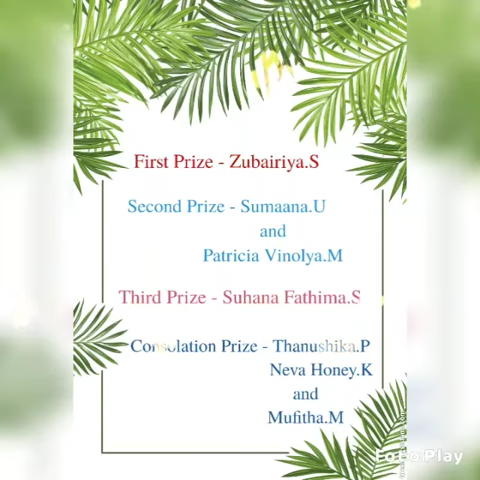 First Prize - Zubairiya.S
Second Prize - Sumaana.U
and
Patricia Vinolya.M
Third Prize - Suhana Fathima.S
Consolation Prize - Thanushika.P
Neva Honey.K
and
Mufitha.M
FotoPlay